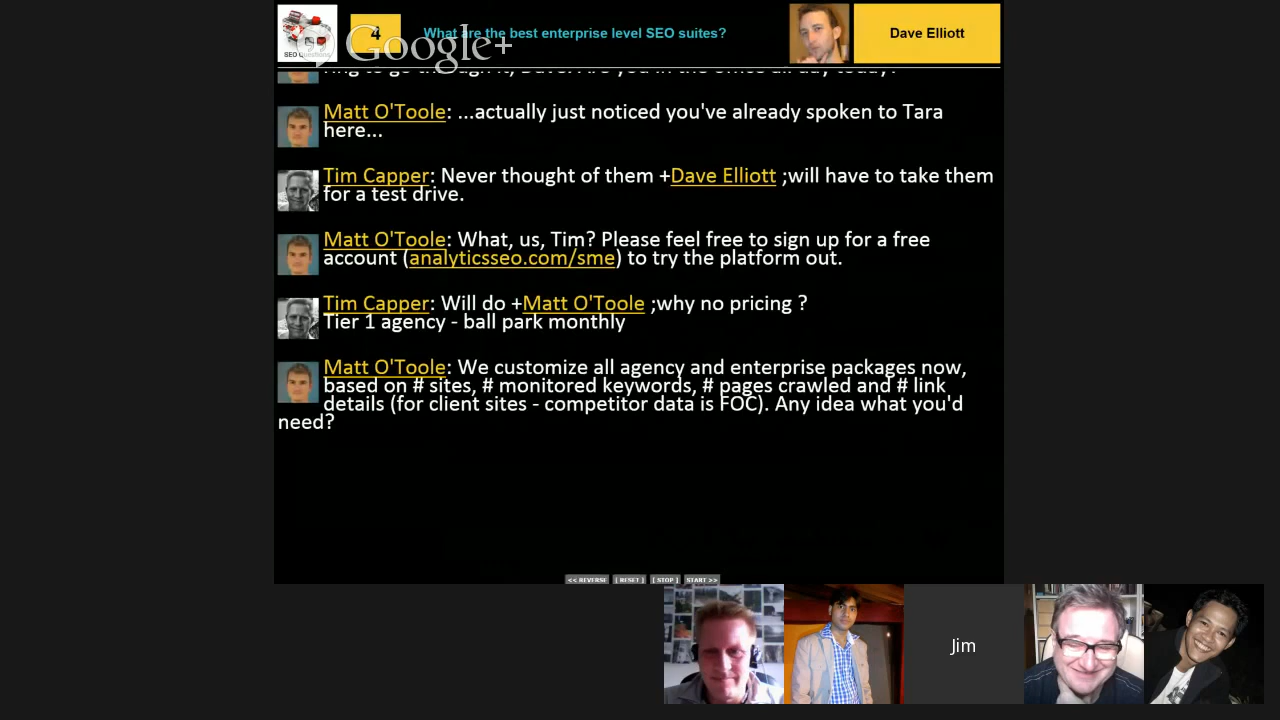 4
What are the best enterprise level SEO suites?
Dave Elliott
Google+
Matt O'Toole: ...actually just noticed you've already spoken to Tara
here...
Tim Capper: Never thought of them +Dave Elliott ;will have to take them
for a test drive.
Matt O'Toole: What, us, Tim? Please feel free to sign up for a free
account (analyticsseo.com/sme) to try the platform out.
Tim Capper: Will do +Matt O'Toole ;why no pricing ?
Tier 1 agency - ball park monthly
Matt O'Toole: We customize all agency and enterprise packages now,
based on # sites, # monitored keywords, # pages crawled and # link
details (for client sites - competitor data is FOC). Any idea what you'd
need?
<< REVERSE [ RESET ] [ STOP ] START >>
Jim